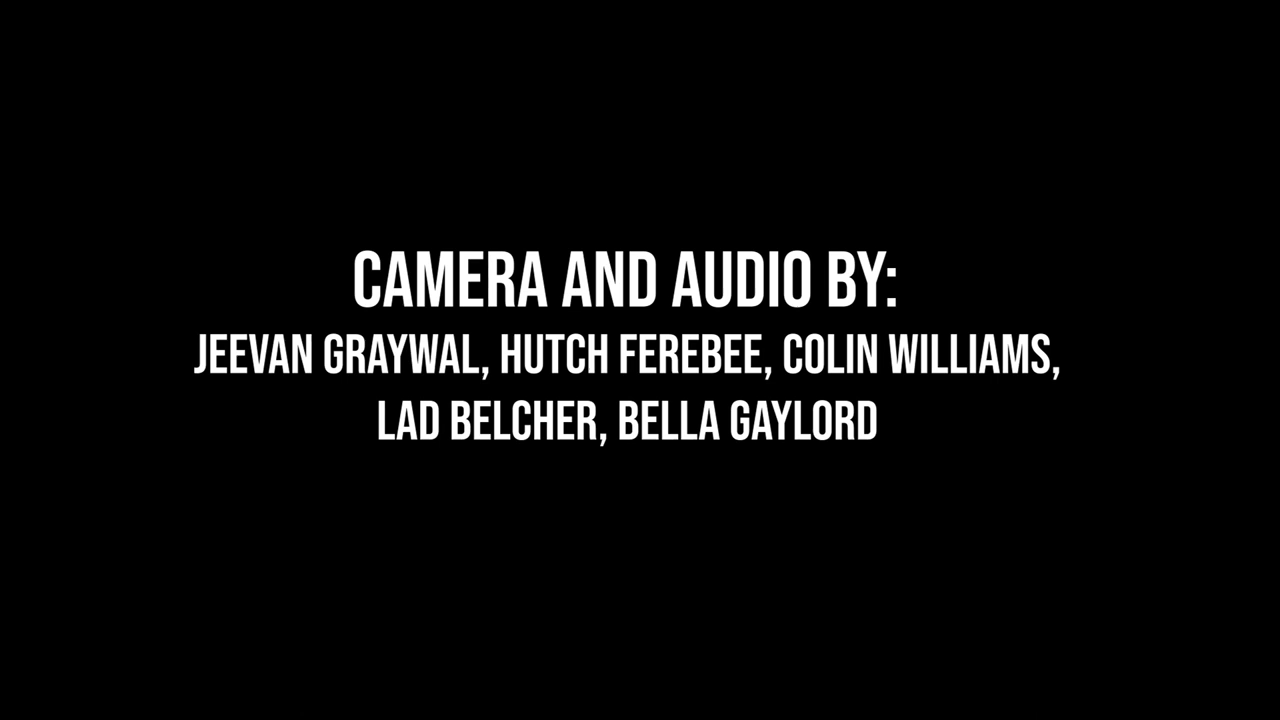 CAMERA AND AUDIO BY:
JEEVAN GRAYWAL, HUTCH FEREBEE, COLIN WILLIAMS,
LAD BELCHER, BELLA GAYLORD